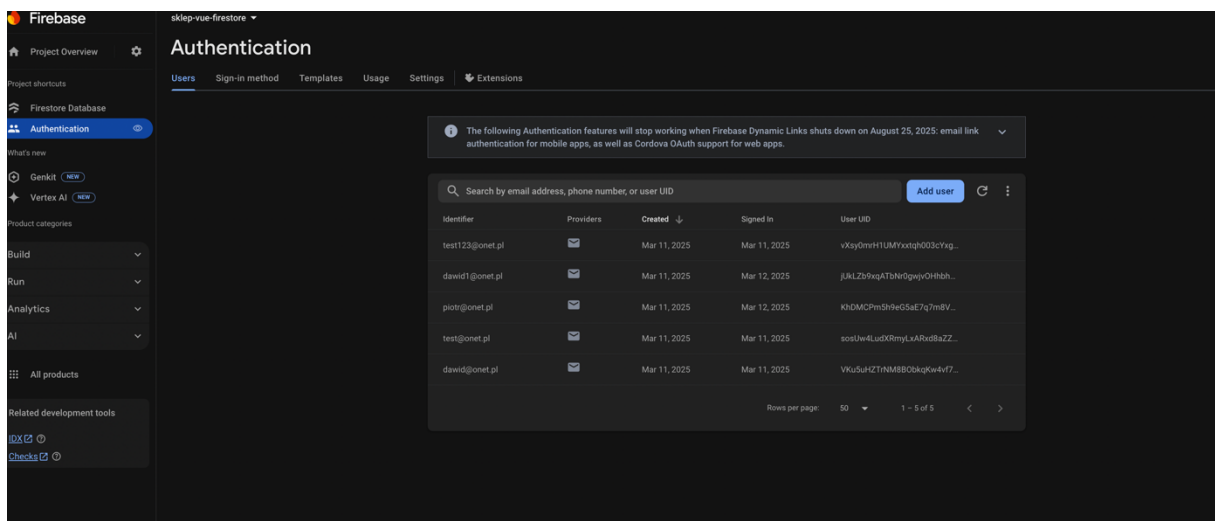 Firebase
Project Overview
Project shortcuts
Firestore Database
Authentication
What's new
Genkit NEW
Vertex AI NEW
Product categories
Build
Run
Analytics
AI
All products
Related development tools
IDX
Checks
sklep-vue-firestore
Authentication
Users Sign-in method Templates Usage Settings Extensions
The following Authentication features will stop working when Firebase Dynamic Links shuts down on August 25, 2025: email link
authentication for mobile apps, as well as Cordova OAuth support for web apps.
Search by email address, phone number, or user UID Add user
Identifier Providers Created Signed In User UID
test123@onet.pl Mar 11, 2025 Mar 11, 2025 vXsy0mrH1UMYxxtqh003cYxg...
dawid1@onet.pl Mar 11, 2025 Mar 12, 2025 jUkLZb9xqATbNr0gwjvOHhbh...
piotr@onet.pl Mar 11, 2025 Mar 12, 2025 KhDMCPm5h9eG5aE7q7m8V...
test@onet.pl Mar 11, 2025 Mar 11, 2025 sosUw4LudXRmyLxARxd8aZZ...
dawid@onet.pl Mar 11, 2025 Mar 11, 2025 VKu5uHZTrNM8BObkqKw4vf7...
Rows per page: 50 1 – 5 of 5